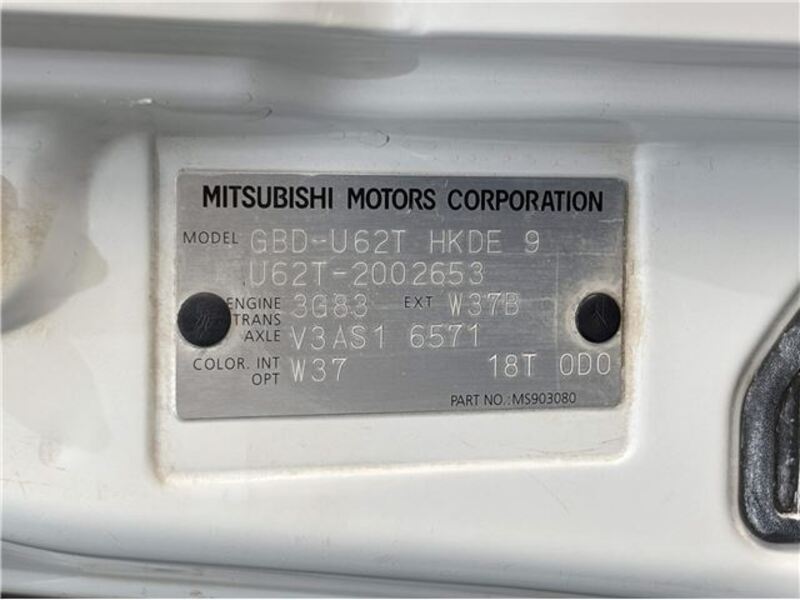 MITSUBISHI MOTORS CORPORATION
MODEL GBD-U62T HKDE 9
U62T-2002653
ENGINE 3G83 EXT W37B
TRANS
AXLE V3AS1 6571
COLOR. INT W37 18T 0D0
OPT
PART NO.:MS903080